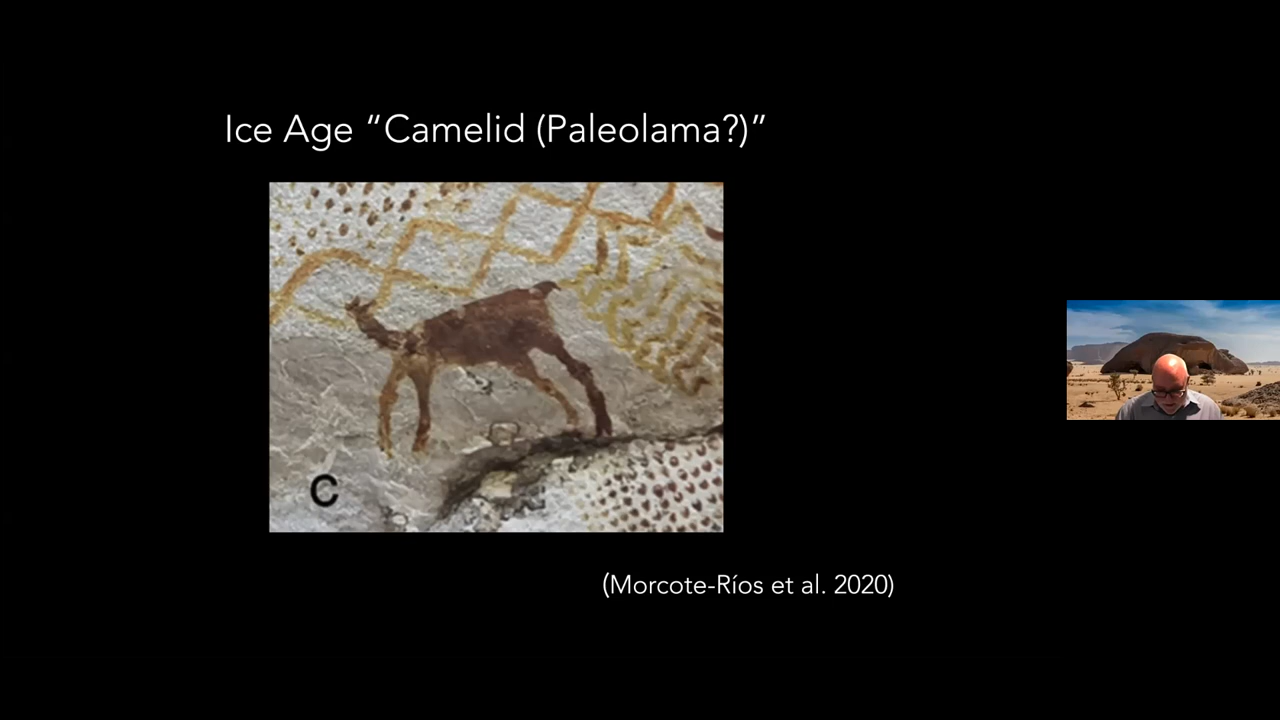 Ice Age “Camelid (Paleolama?)”
C
(Morcote-Ríos et al. 2020)